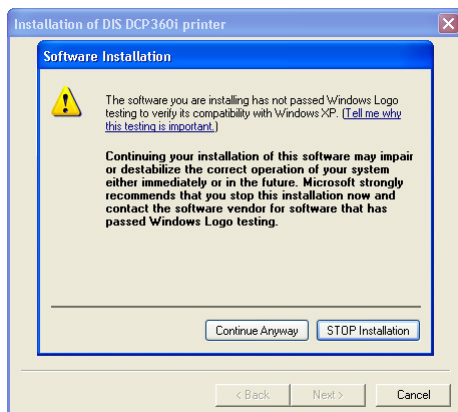 Installation of DIS DCP360i printer
Software Installation
The software you are installing has not passed Windows Logo
testing to verify its compatibility with Windows XP. (Tell me why
this testing is important.)
Continuing your installation of this software may impair
or destabilize the correct operation of your system
either immediately or in the future. Microsoft strongly
recommends that you stop this installation now and
contact the software vendor for software that has
passed Windows Logo testing.
Continue Anyway STOP Installation
< Back Next > Cancel